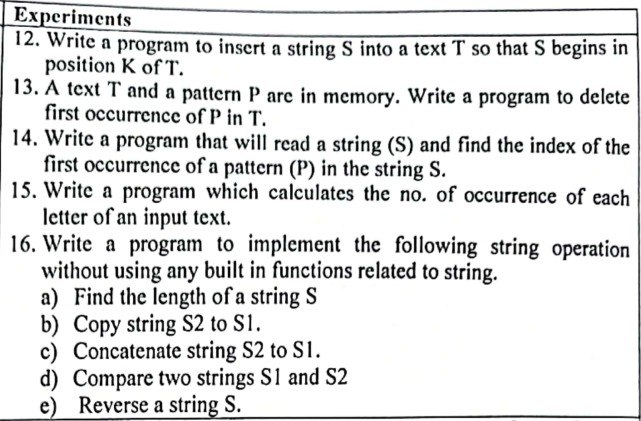 Experiments
12. Write a program to insert a string S into a text T so that S begins in
position K of T.
13. A text T and a pattern P are in memory. Write a program to delete
first occurrence of P in T.
14. Write a program that will read a string (S) and find the index of the
first occurrence of a pattern (P) in the string S.
15. Write a program which calculates the no. of occurrence of each
letter of an input text.
16. Write a program to implement the following string operation
without using any built in functions related to string.
a) Find the length of a string S
b) Copy string S2 to S1.
c) Concatenate string S2 to S1.
d) Compare two strings S1 and S2
e) Reverse a string S.